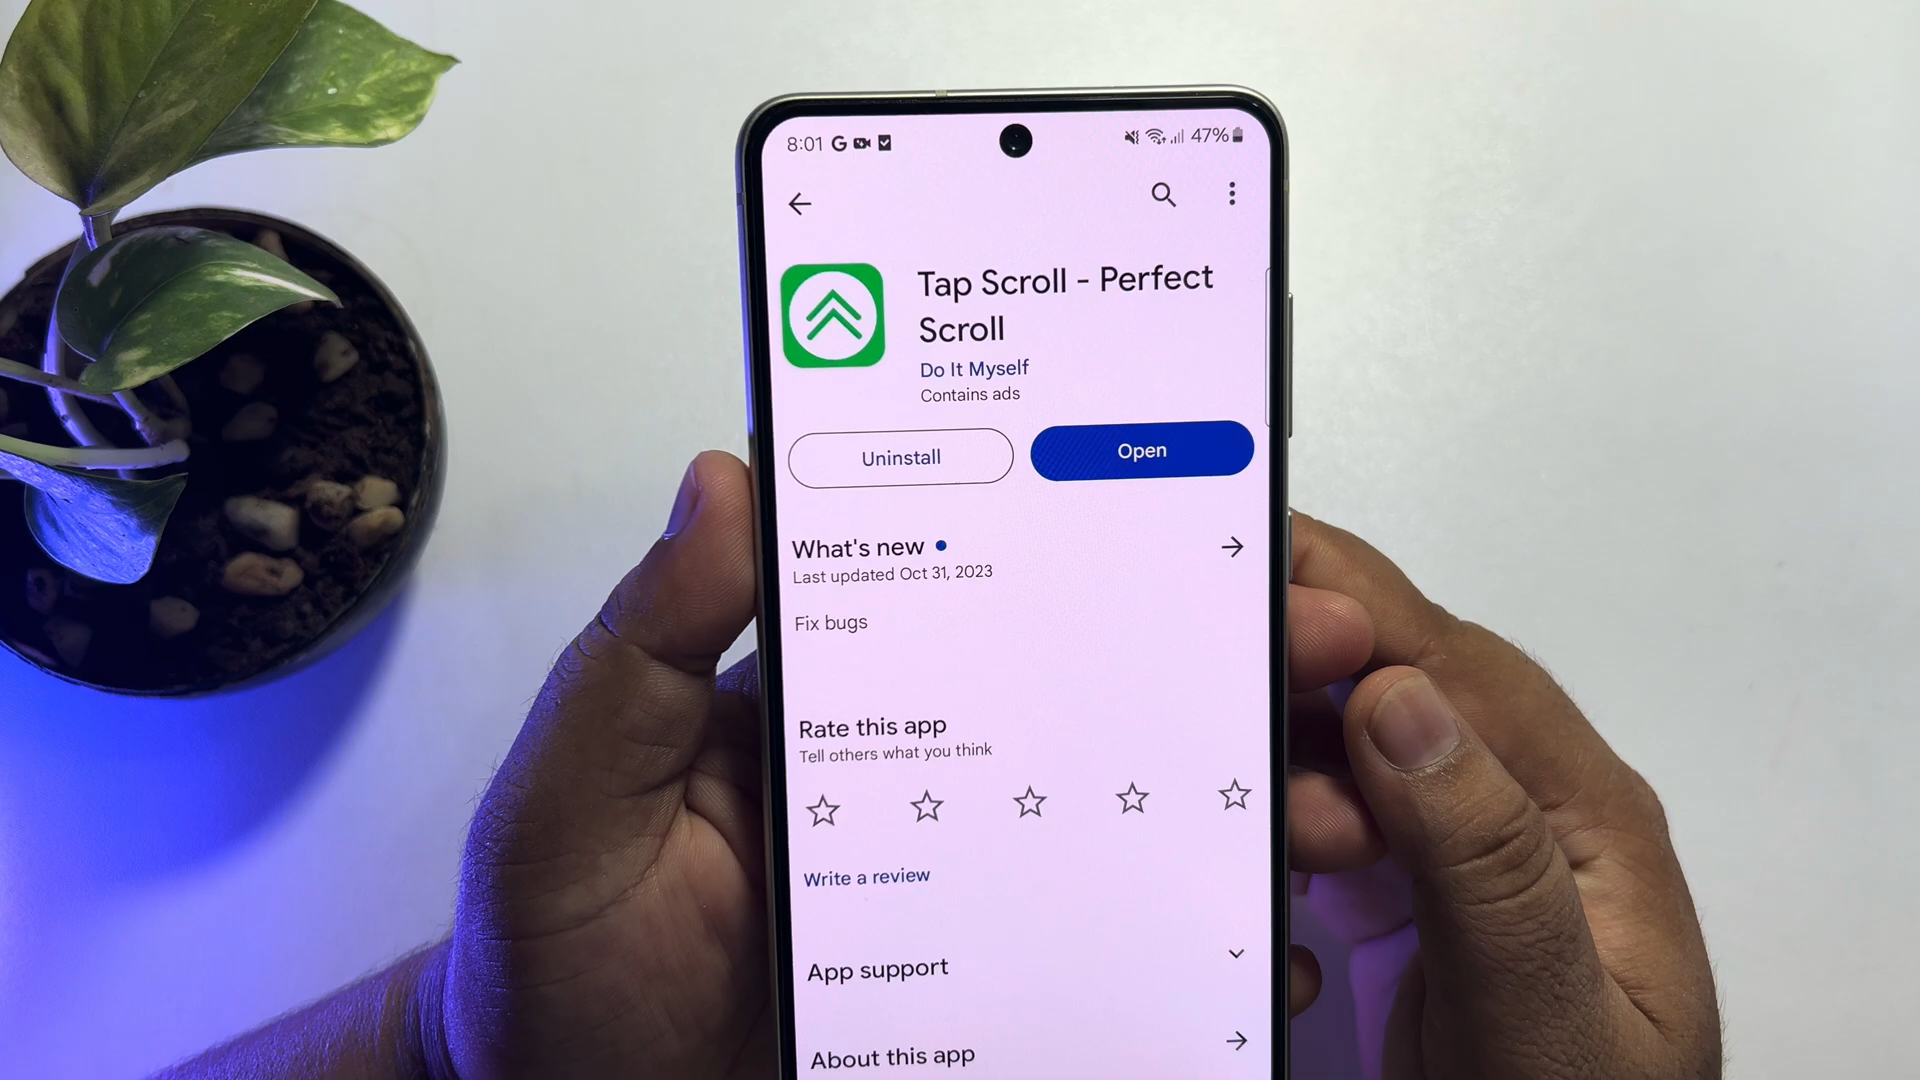 8:01 47%
Tap Scroll - Perfect
Scroll
Do It Myself
Contains ads
Uninstall
Open
What's new
Last updated Oct 31, 2023
Fix bugs
Rate this app
Tell others what you think
Write a review
App support
About this app